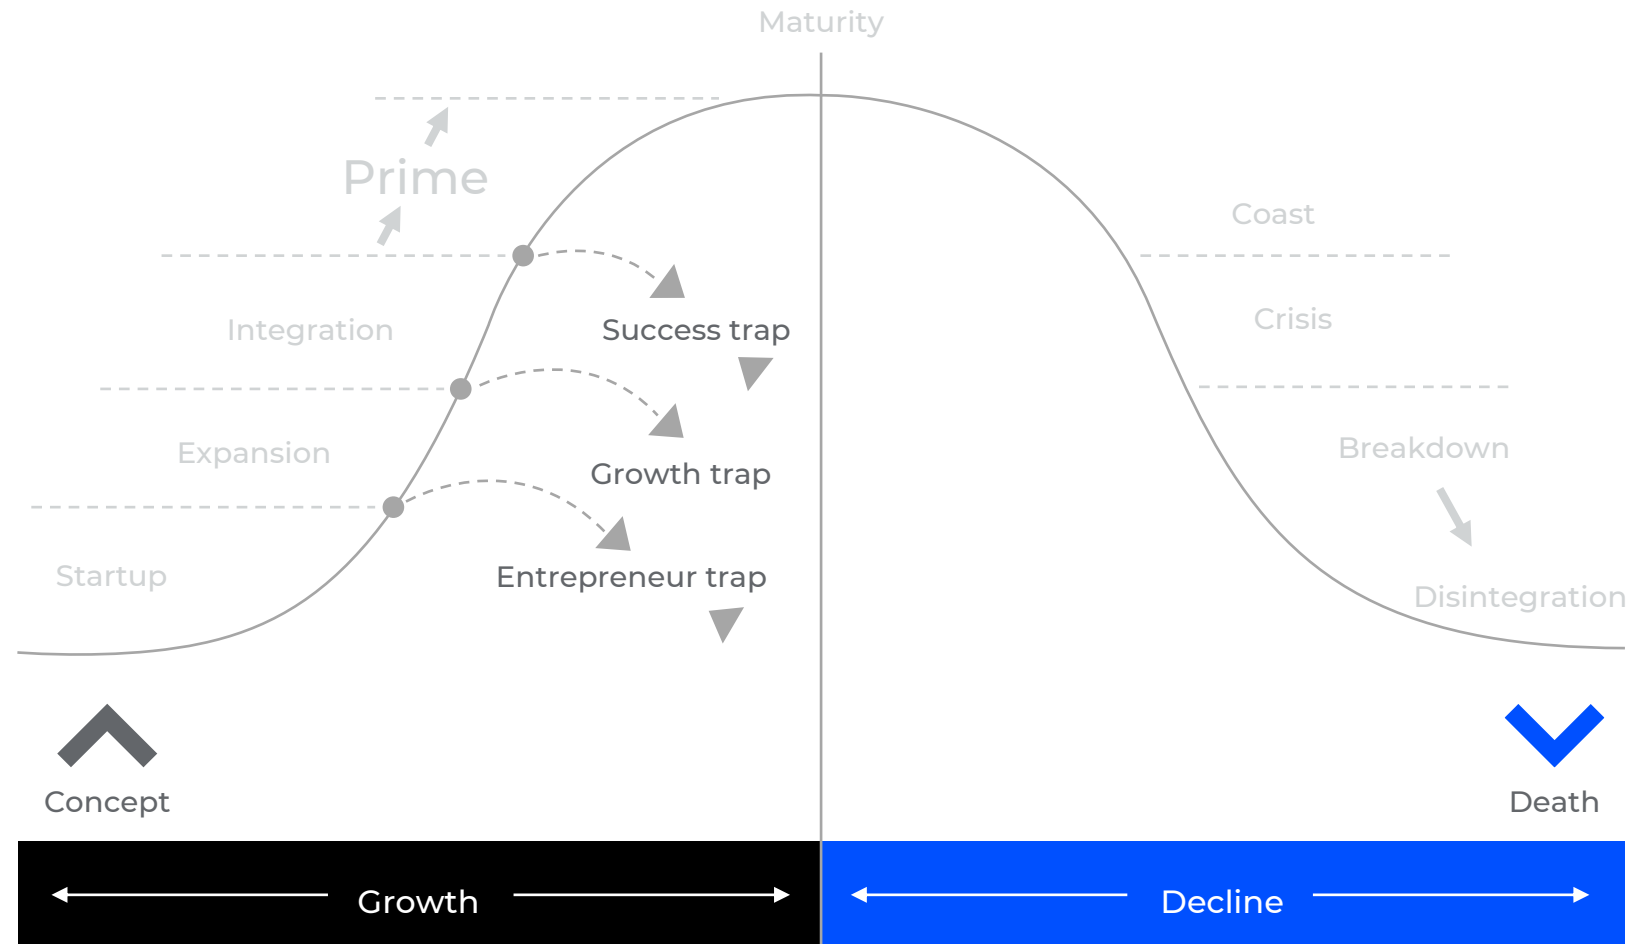 Maturity
Prime
Coast
Integration
Success trap
Crisis
Expansion
Growth trap
Breakdown
Startup
Entrepreneur trap
Disintegration
Concept
Death
Growth
Decline